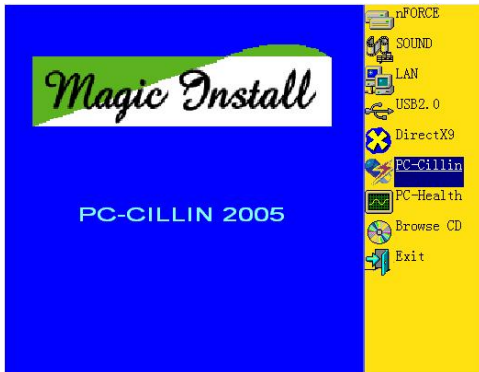 Magic Install
PC-CILLIN 2005
nFORCE
SOUND
LAN
USB2.0
DirectX9
PC-Cillin
PC-Health
Browse CD
Exit